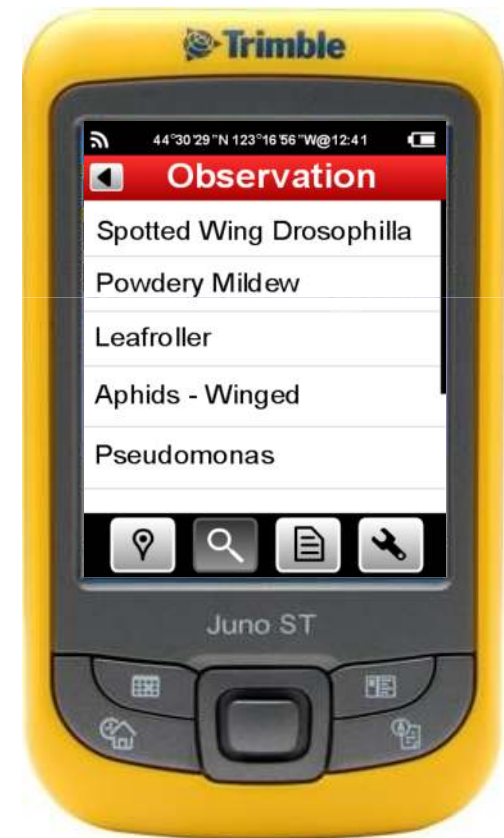 Trimble
44°30'29"N 123°16'56"W@12:41
Observation
Spotted Wing Drosophilla
Powdery Mildew
Leafroller
Aphids - Winged
Pseudomonas
Juno ST